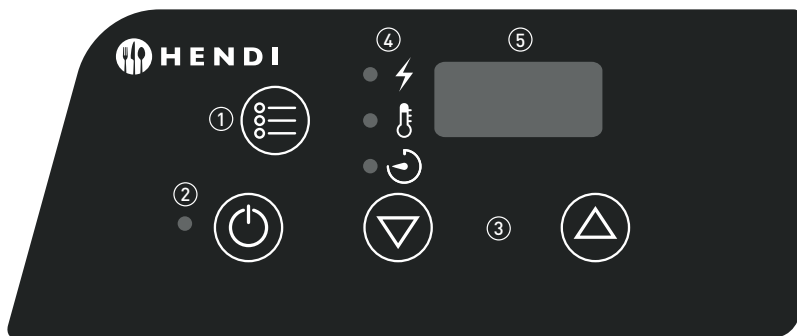 ④ ⑤
HENDI
①
②
③